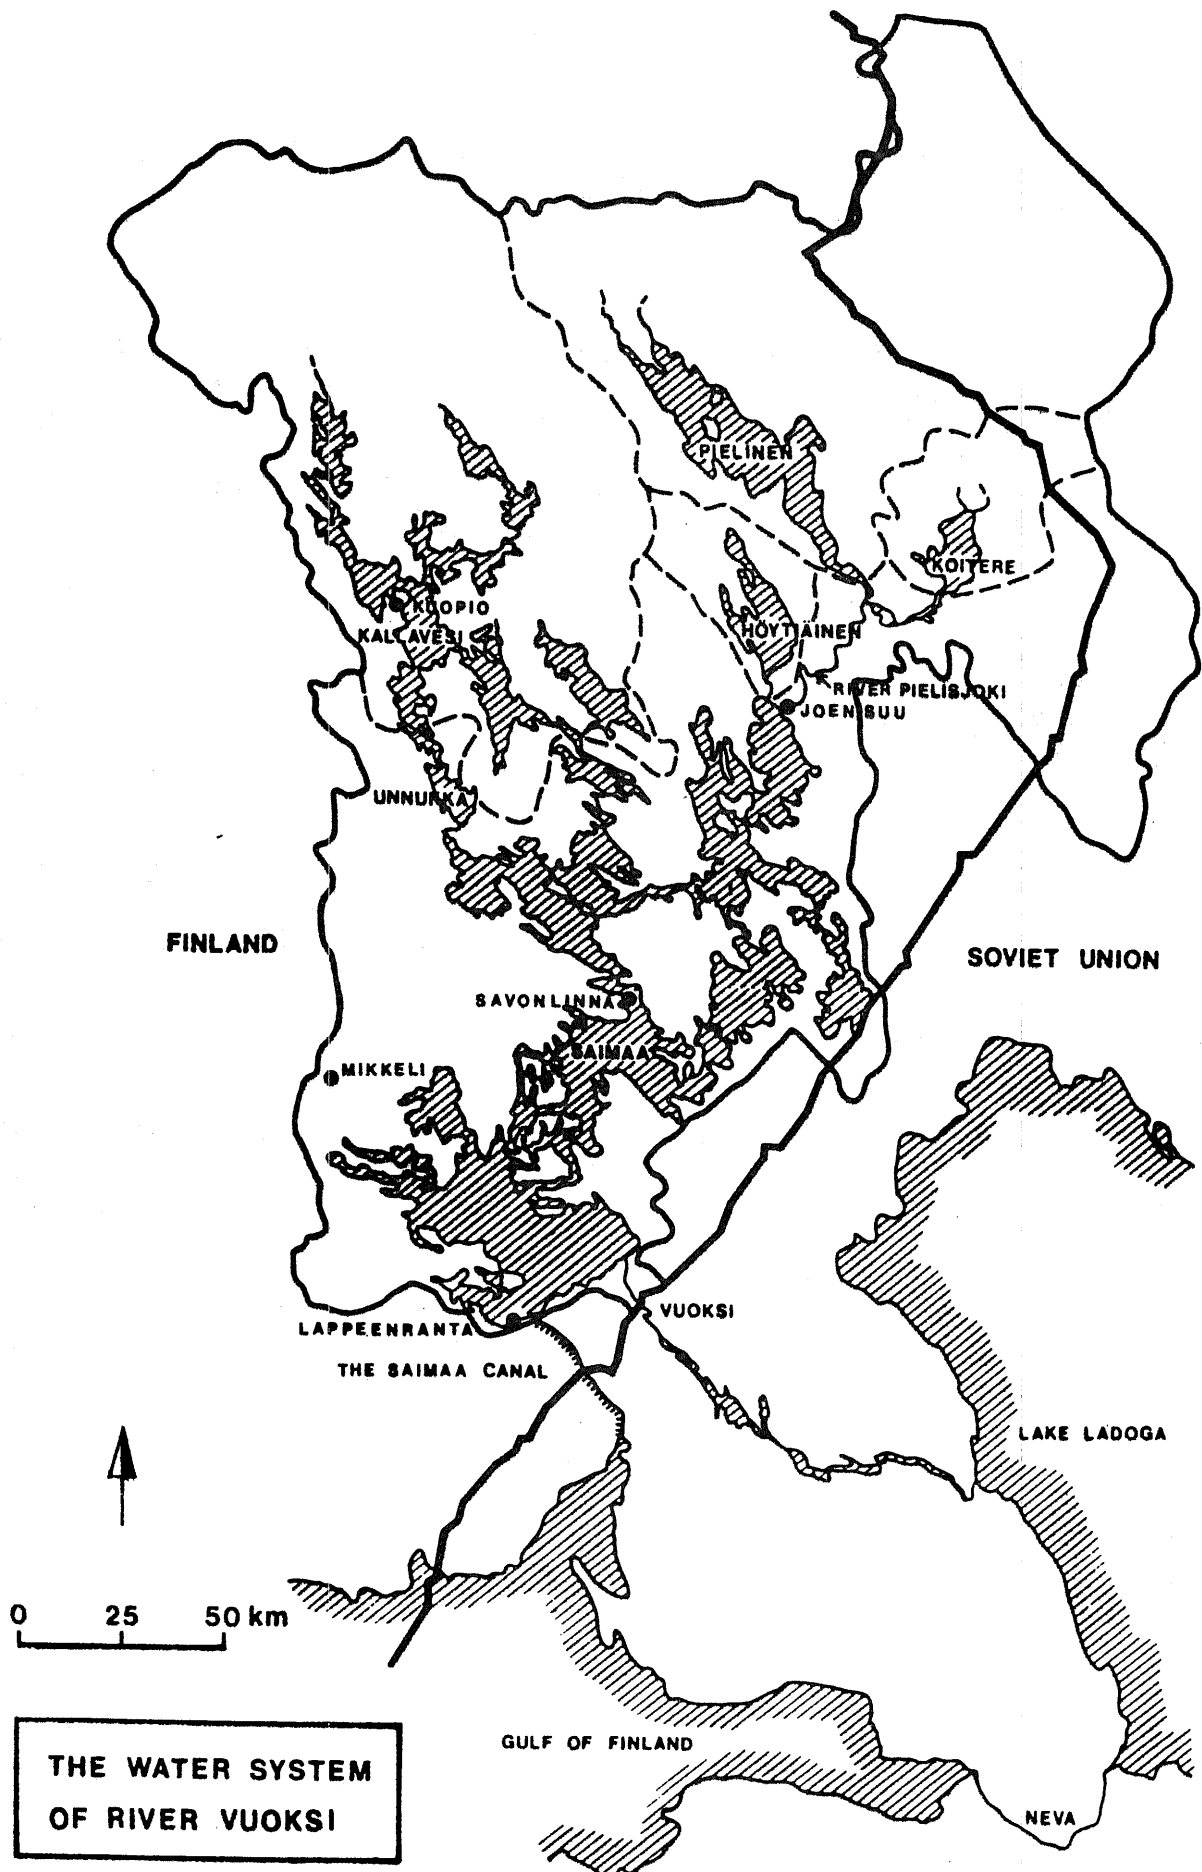 PIELINEN
KOITERE
KUOPIO
KALLAVESI
HÖYTIÄINEN
RIVER PIELISJOKI
JOENSUU
UNNUKKA
FINLAND
SOVIET UNION
SAVONLINNA
SAIMAA
MIKKELI
VUOKSI
LAPPEENRANTA
THE SAIMAA CANAL
LAKE LADOGA
0 25 50 km
GULF OF FINLAND
THE WATER SYSTEM
OF RIVER VUOKSI
NEVA